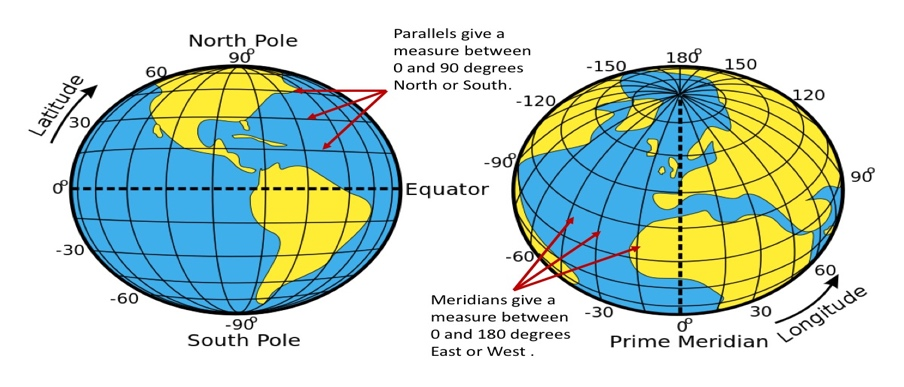 North Pole
90°
60
Latitude
30
0°
Equator
-30
-60
-90°
South Pole
Parallels give a
measure between
0 and 90 degrees
North or South.
180°
-150
150
-120
120
-90°
90°
-60
60
-30
30
0°
Prime Meridian
Longitude
Meridians give a
measure between
0 and 180 degrees
East or West .